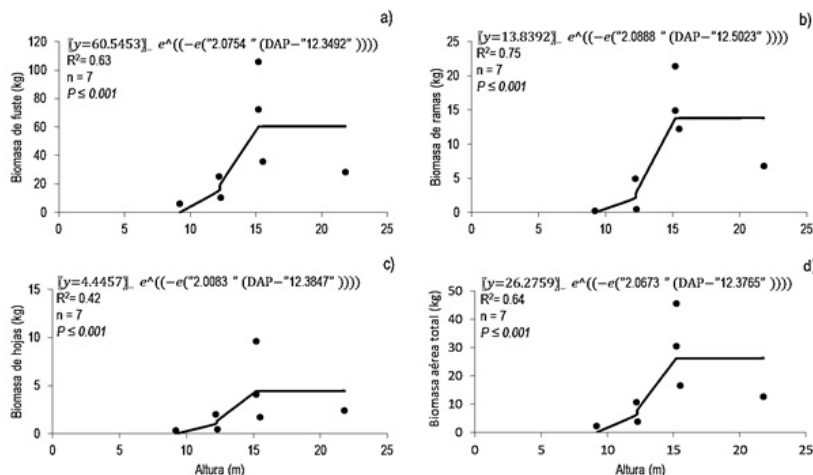 a)
〖y=60.5453〗_ e^((−e("2.0754 " (DAP−"12.3492" ))))
R²= 0.63
n = 7
P ≤ 0.001
Biomasa de fuste (kg)
120
100
80
60
40
20
0
0 5 10 15 20 25
b)
〖y=13.8392〗_ e^((−e("2.0888 " (DAP−"12.5023" ))))
R²= 0.75
n = 7
P ≤ 0.001
Biomasa de ramas (kg)
25
20
15
10
5
0
0 5 10 15 20 25
c)
〖y=4.4457〗_ e^((−e("2.0083 " (DAP−"12.3847" ))))
R²= 0.42
n = 7
P ≤ 0.001
Biomasa de hojas (kg)
15
10
5
0
0 5 10 15 20 25
Altura (m)
d)
〖y=26.2759〗_ e^((−e("2.0673 " (DAP−"12.3765" ))))
R²= 0.64
n = 7
P ≤ 0.001
Biomasa aérea total (kg)
50
40
30
20
10
0
0 5 10 15 20 25
Altura (m)